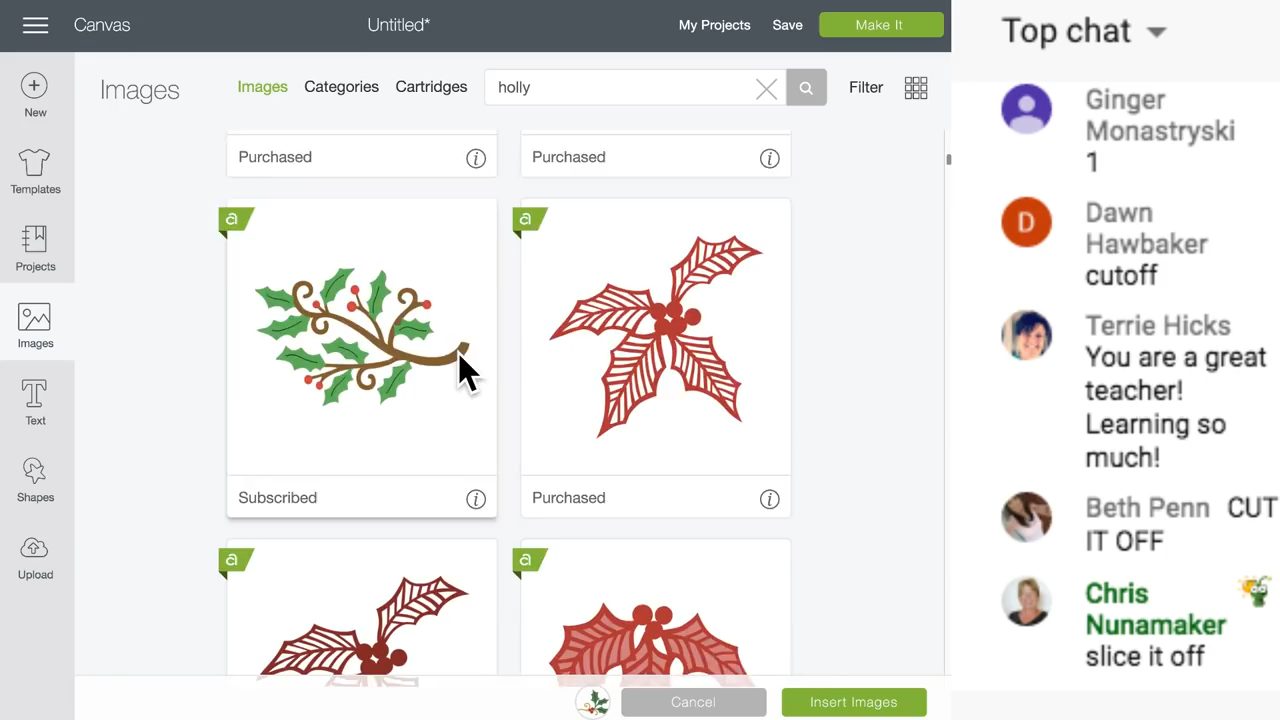 Canvas
Untitled*
My Projects
Save
Make It
New
Templates
Projects
Images
Text
Shapes
Upload
Images
Images
Categories
Cartridges
holly
Filter
Purchased
Purchased
a
a
Subscribed
Purchased
a
a
Cancel
Insert Images
Top chat
Ginger
Monastryski
1
D
Dawn
Hawbaker
cutoff
Terrie Hicks
You are a great
teacher!
Learning so
much!
Beth Penn CUT
IT OFF
Chris
Nunamaker
slice it off